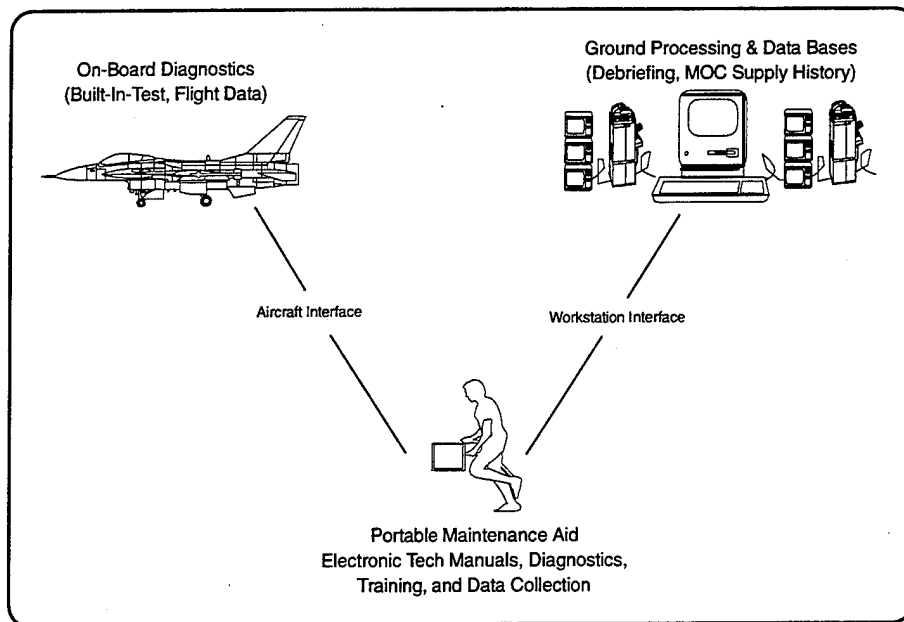 On-Board Diagnostics
(Built-In-Test, Flight Data)
Ground Processing & Data Bases
(Debriefing, MOC Supply History)
Aircraft Interface
Workstation Interface
Portable Maintenance Aid
Electronic Tech Manuals, Diagnostics,
Training, and Data Collection